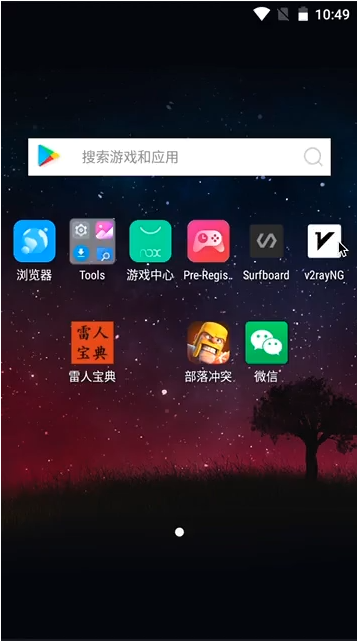 10:49
搜索游戏和应用
nox
浏览器
Tools
游戏中心
Pre-Regis..
Surfboard
v2rayNG
雷人
宝典
雷人宝典
部落冲突
微信